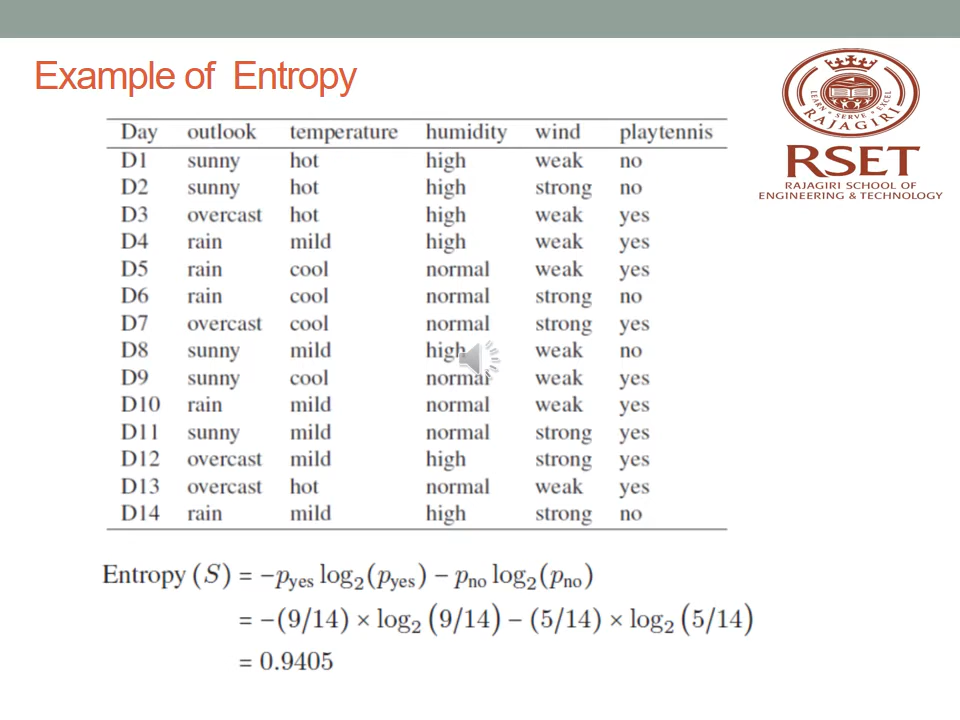 Example of Entropy
LEARN - SERVE - EXCEL
RAJAGIRI
RSET
RAJAGIRI SCHOOL OF
ENGINEERING & TECHNOLOGY
Day outlook temperature humidity wind playtennis
D1 sunny hot high weak no
D2 sunny hot high strong no
D3 overcast hot high weak yes
D4 rain mild high weak yes
D5 rain cool normal weak yes
D6 rain cool normal strong no
D7 overcast cool normal strong yes
D8 sunny mild high weak no
D9 sunny cool normal weak yes
D10 rain mild normal weak yes
D11 sunny mild normal strong yes
D12 overcast mild high strong yes
D13 overcast hot normal weak yes
D14 rain mild high strong no
Entropy (S) = −p_yes log₂(p_yes) − p_no log₂(p_no)
= −(9/14) × log₂ (9/14) − (5/14) × log₂ (5/14)
= 0.9405